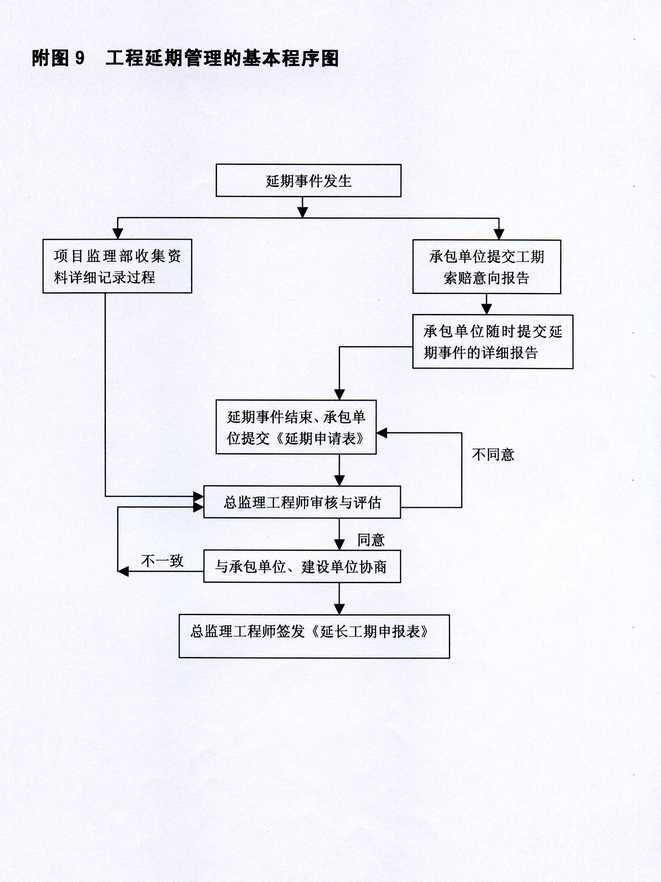 附图9 工程延期管理的基本程序图
延期事件发生
项目监理部收集资
料详细记录过程
承包单位提交工期
索赔意向报告
承包单位随时提交延
期事件的详细报告
延期事件结束、承包单
位提交《延期申请表》
不同意
总监理工程师审核与评估
同意
不一致
与承包单位、建设单位协商
总监理工程师签发《延长工期申报表》